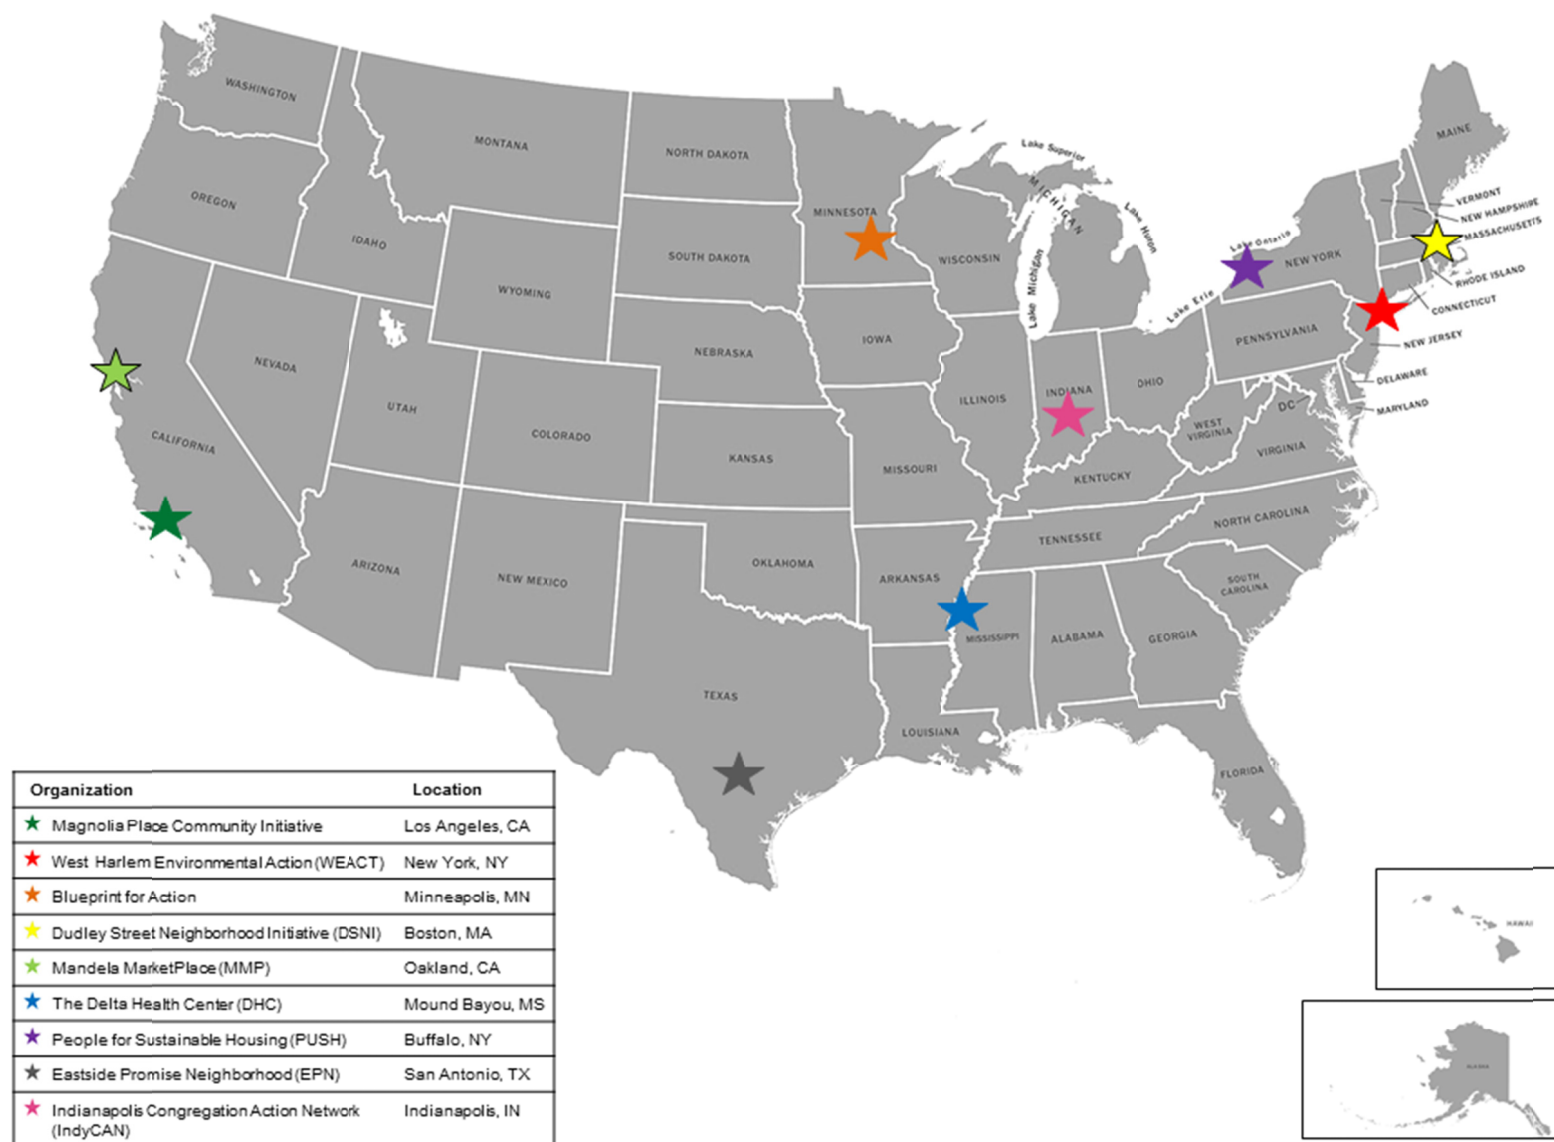 WASHINGTON
MONTANA
NORTH DAKOTA
MINNESOTA
Lake Superior
MICHIGAN
MAINE
OREGON
IDAHO
SOUTH DAKOTA
WISCONSIN
Lake Michigan
Lake Huron
Lake Ontario
NEW YORK
VERMONT
NEW HAMPSHIRE
MASSACHUSETTS
RHODE ISLAND
CONNECTICUT
WYOMING
Lake Erie
PENNSYLVANIA
NEW JERSEY
NEVADA
NEBRASKA
IOWA
DELAWARE
MARYLAND
UTAH
COLORADO
ILLINOIS
INDIANA
OHIO
DC
WEST
VIRGINIA
VIRGINIA
CALIFORNIA
KANSAS
MISSOURI
KENTUCKY
ARIZONA
NEW MEXICO
OKLAHOMA
ARKANSAS
TENNESSEE
NORTH CAROLINA
SOUTH
CAROLINA
MISSISSIPPI
ALABAMA
GEORGIA
TEXAS
LOUISIANA
FLORIDA
HAWAII
ALASKA
Organization Location
Magnolia Place Community Initiative Los Angeles, CA
West Harlem Environmental Action (WEACT) New York, NY
Blueprint for Action Minneapolis, MN
Dudley Street Neighborhood Initiative (DSNI) Boston, MA
Mandela MarketPlace (MMP) Oakland, CA
The Delta Health Center (DHC) Mound Bayou, MS
People for Sustainable Housing (PUSH) Buffalo, NY
Eastside Promise Neighborhood (EPN) San Antonio, TX
Indianapolis Congregation Action Network Indianapolis, IN
(IndyCAN)